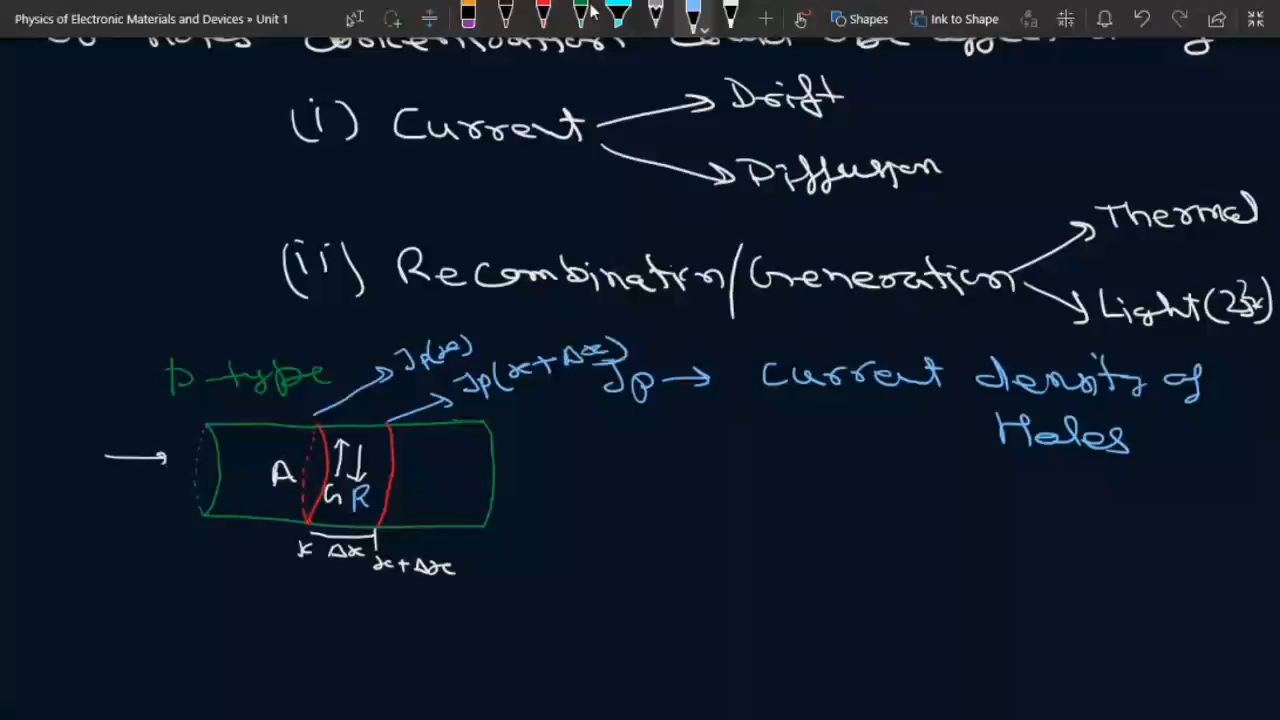 Physics of Electronic Materials and Devices » Unit 1
Shapes
Ink to Shape
(i) Current
Drift
Diffusion
(ii) Recombination/Generation
Thermal
Light
p-type
Jp(x)
Jp(x+Δx)
Jp → current density of
Holes
A
G R
x Δx x+Δx